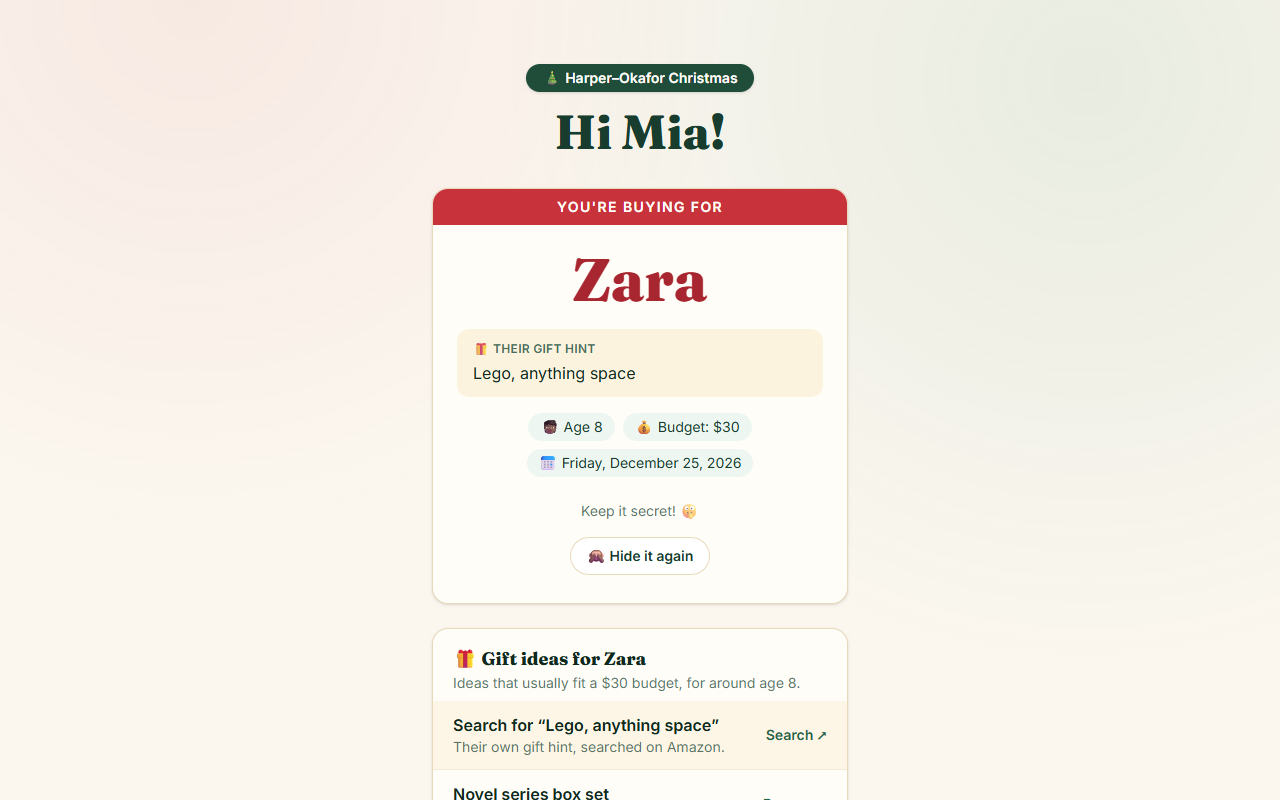 Harper–Okafor Christmas
Hi Mia!
YOU'RE BUYING FOR
Zara
THEIR GIFT HINT
Lego, anything space
Age 8
Budget: $30
Friday, December 25, 2026
Keep it secret!
Hide it again
Gift ideas for Zara
Ideas that usually fit a $30 budget, for around age 8.
Search for “Lego, anything space”
Search ↗
Their own gift hint, searched on Amazon.
Novel series box set